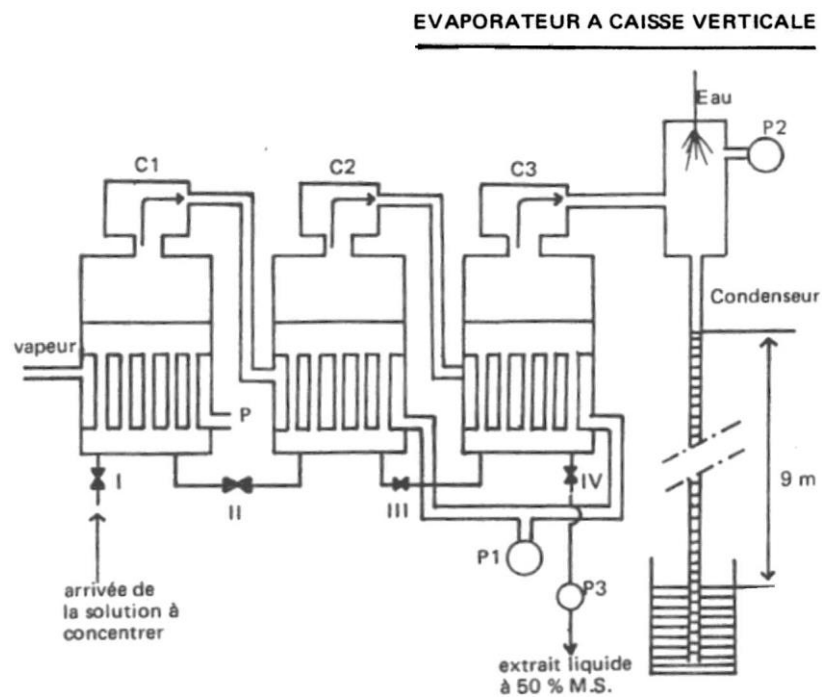 EVAPORATEUR A CAISSE VERTICALE
Eau
P2
C1
C2
C3
Condenseur
vapeur
P
I
II
III
IV
9 m
P1
P3
arrivée de
la solution à
concentrer
extrait liquide
à 50 % M.S.